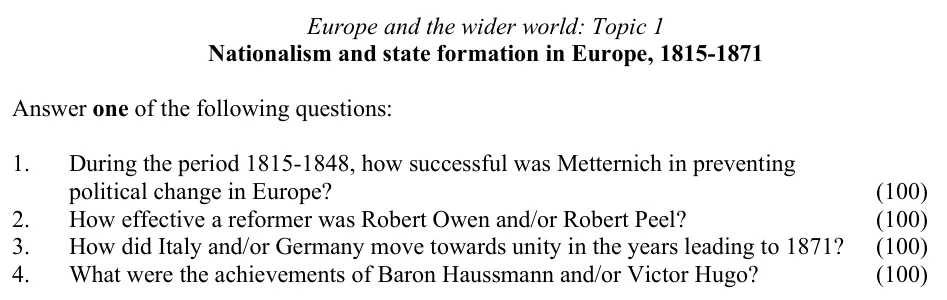 Europe and the wider world: Topic 1
Nationalism and state formation in Europe, 1815-1871
Answer one of the following questions:
1. During the period 1815-1848, how successful was Metternich in preventing
political change in Europe? (100)
2. How effective a reformer was Robert Owen and/or Robert Peel? (100)
3. How did Italy and/or Germany move towards unity in the years leading to 1871? (100)
4. What were the achievements of Baron Haussmann and/or Victor Hugo? (100)